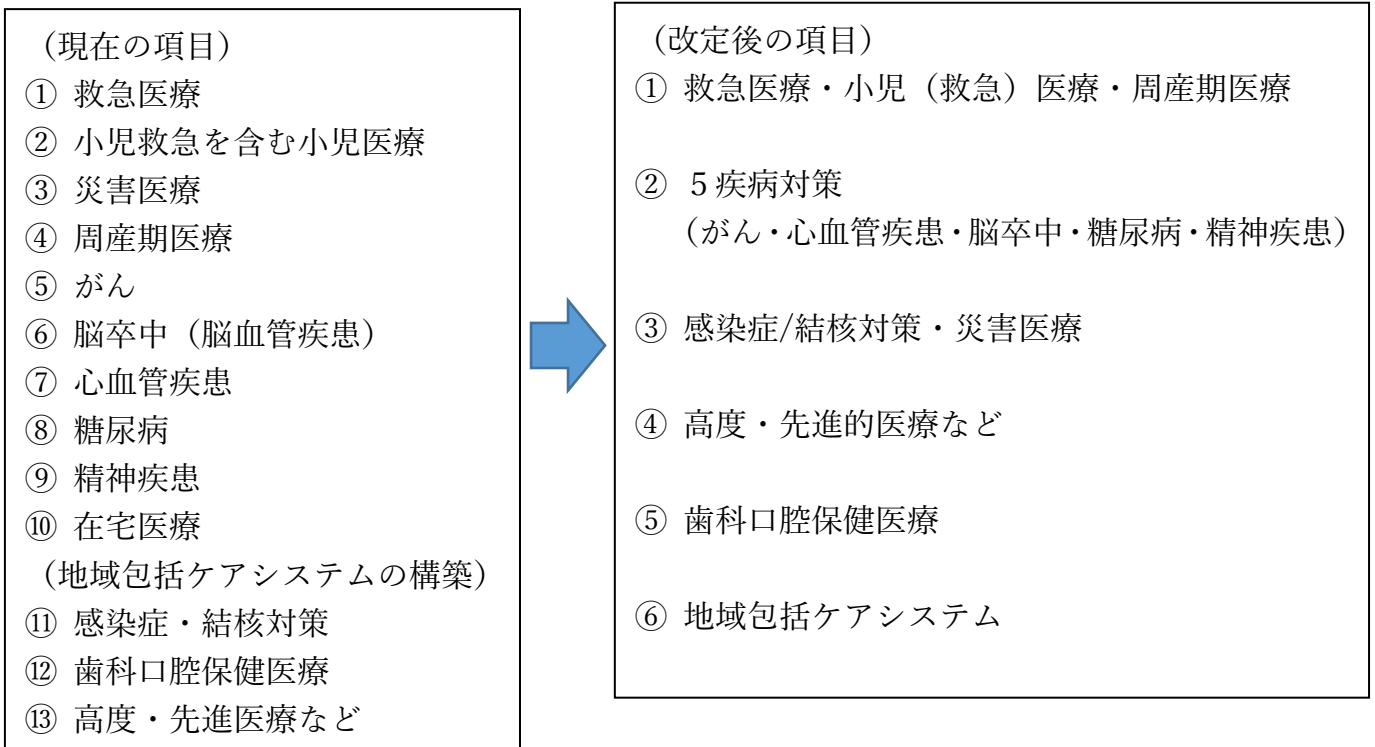 （現在の項目）
① 救急医療
② 小児救急を含む小児医療
③ 災害医療
④ 周産期医療
⑤ がん
⑥ 脳卒中（脳血管疾患）
⑦ 心血管疾患
⑧ 糖尿病
⑨ 精神疾患
⑩ 在宅医療
（地域包括ケアシステムの構築）
⑪ 感染症・結核対策
⑫ 歯科口腔保健医療
⑬ 高度・先進医療など
（改定後の項目）
① 救急医療・小児（救急）医療・周産期医療
② ５疾病対策
（がん・心血管疾患・脳卒中・糖尿病・精神疾患）
③ 感染症/結核対策・災害医療
④ 高度・先進的医療など
⑤ 歯科口腔保健医療
⑥ 地域包括ケアシステム